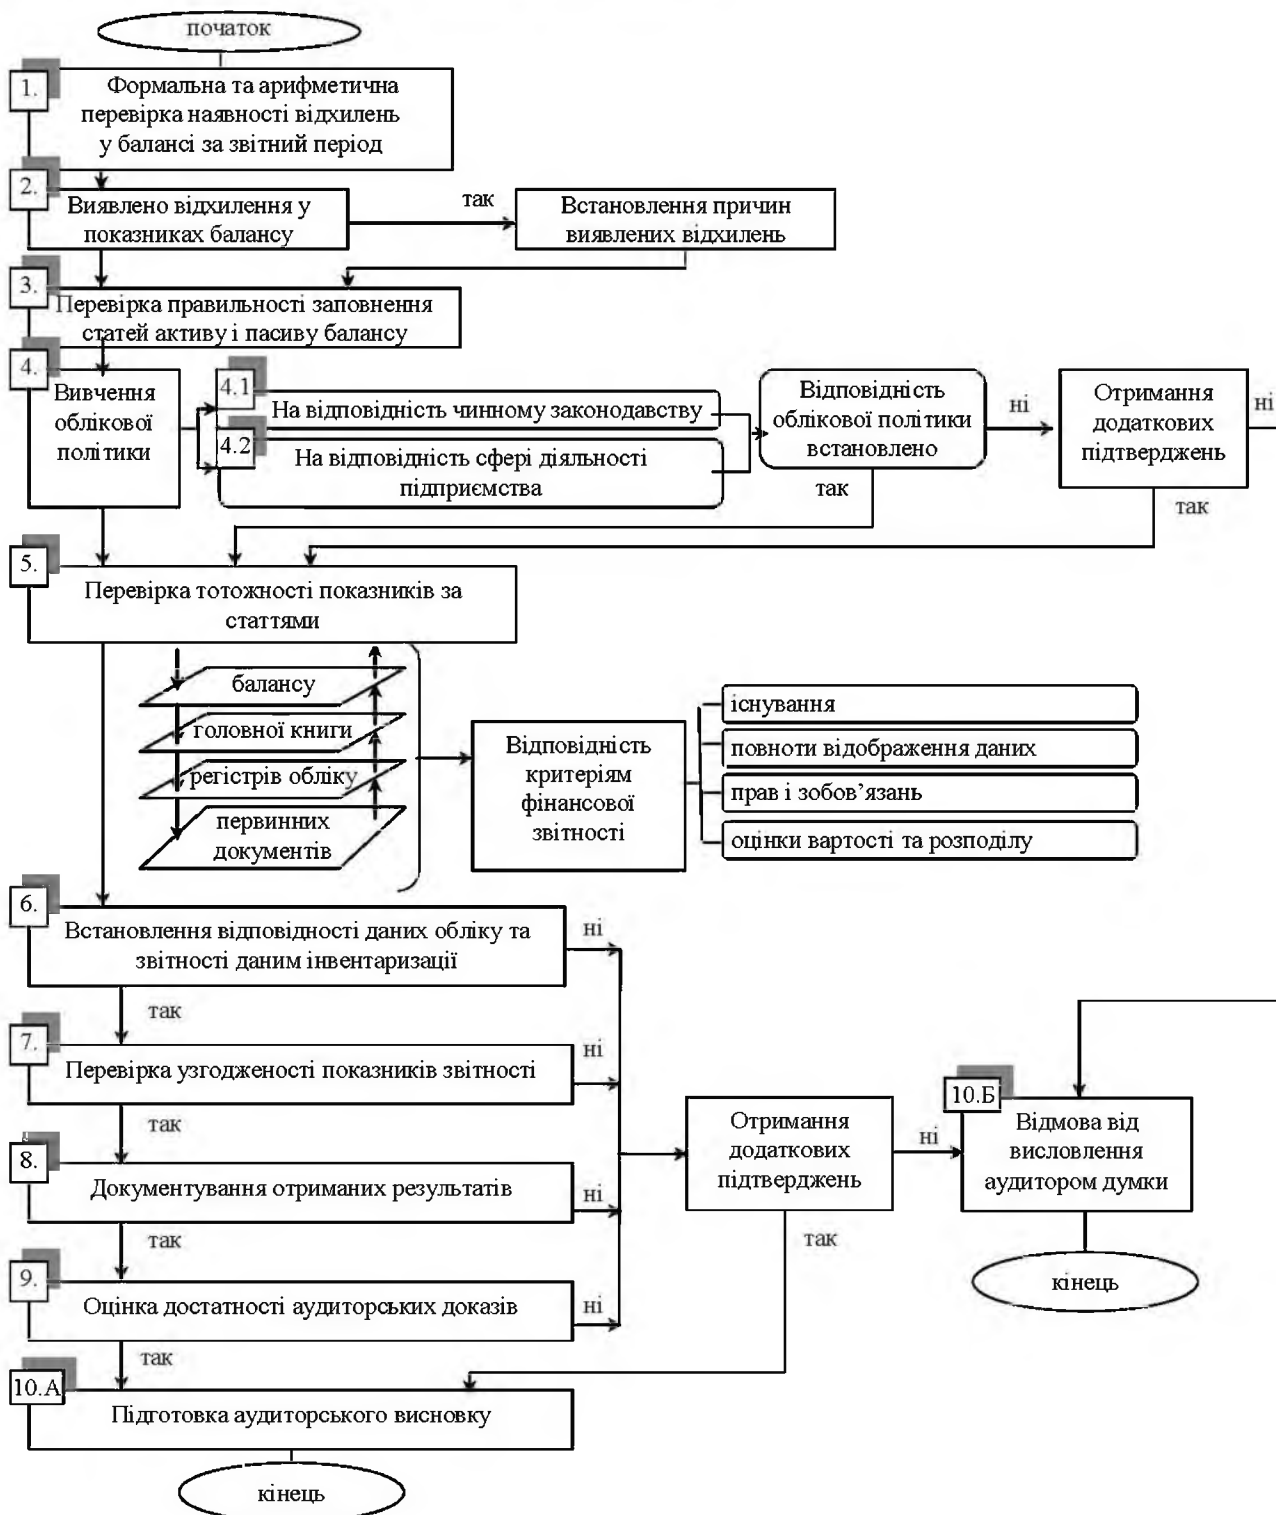 початок
1.
Формальна та арифметична
перевірка наявності відхилень
у балансі за звітний період
2.
Виявлено відхилення у
показниках балансу
так
Встановлення причин
виявлених відхилень
3.
Перевірка правильності заповнення
статей активу і пасиву балансу
4.
Вивчення
облікової
політики
4.1
На відповідність чинному законодавству
4.2
На відповідність сфері діяльності
підприємства
Відповідність
облікової політики
встановлено
ні
так
Отримання
додаткових
підтверджень
ні
так
5.
Перевірка тотожності показників за
статтями
балансу
головної книги
регістрів обліку
первинних
документів
Відповідність
критеріям
фінансової
звітності
існування
повноти відображення даних
прав і зобов’язань
оцінки вартості та розподілу
6.
Встановлення відповідності даних обліку та
звітності даним інвентаризації
ні
так
7.
Перевірка узгодженості показників звітності
ні
так
8.
Документування отриманих результатів
ні
так
9.
Оцінка достатності аудиторських доказів
ні
так
Отримання
додаткових
підтверджень
ні
так
10.Б
Відмова від
висловлення
аудитором думки
кінець
10.А
Підготовка аудиторського висновку
кінець